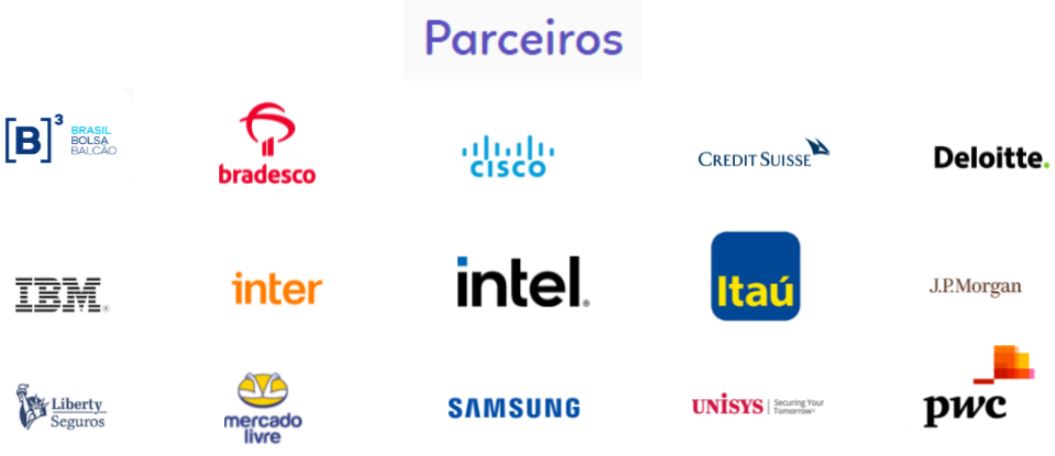 Parceiros
[B]³ BRASIL
BOLSA
BALCÃO
bradesco
CISCO
CREDIT SUISSE
Deloitte.
IBM®
inter
intel®
Itaú
J.P.Morgan
Liberty
Seguros
mercado
livre
SAMSUNG
UNISYS | Securing Your
Tomorrow®
pwc